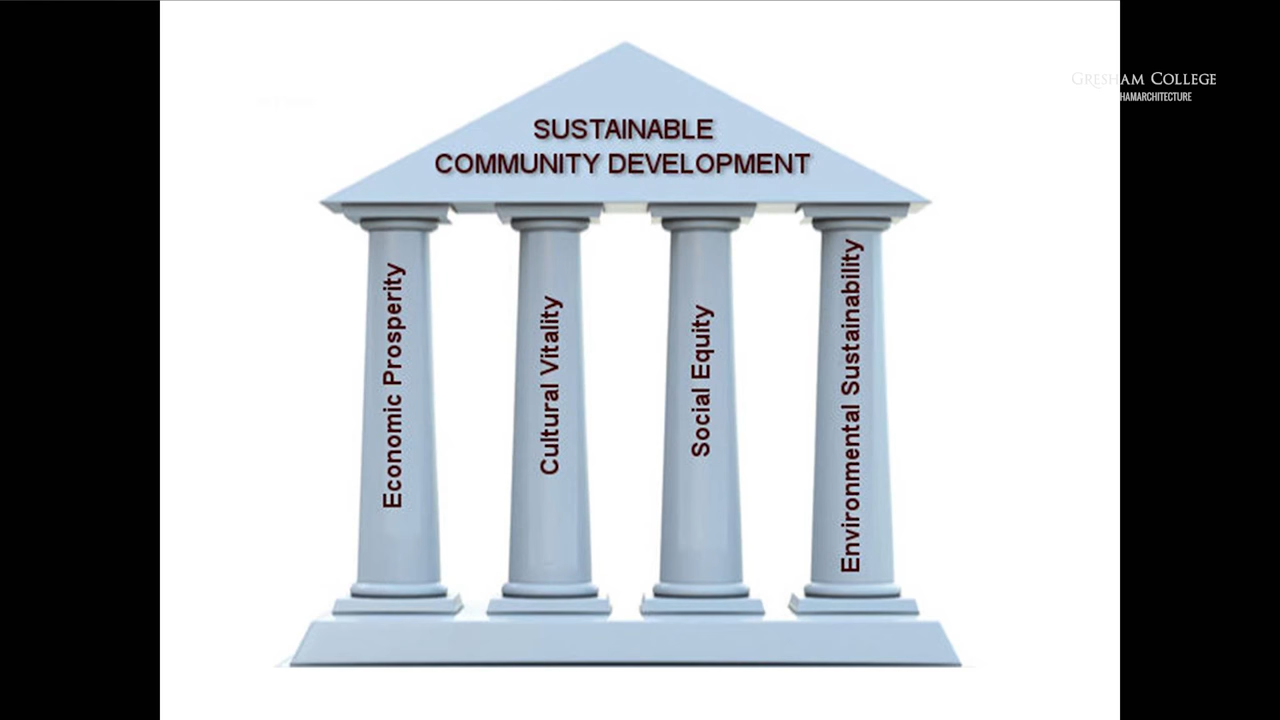 GRESHAM COLLEGE
HAMARCHITECTURE
SUSTAINABLE
COMMUNITY DEVELOPMENT
Economic Prosperity
Cultural Vitality
Social Equity
Environmental Sustainability